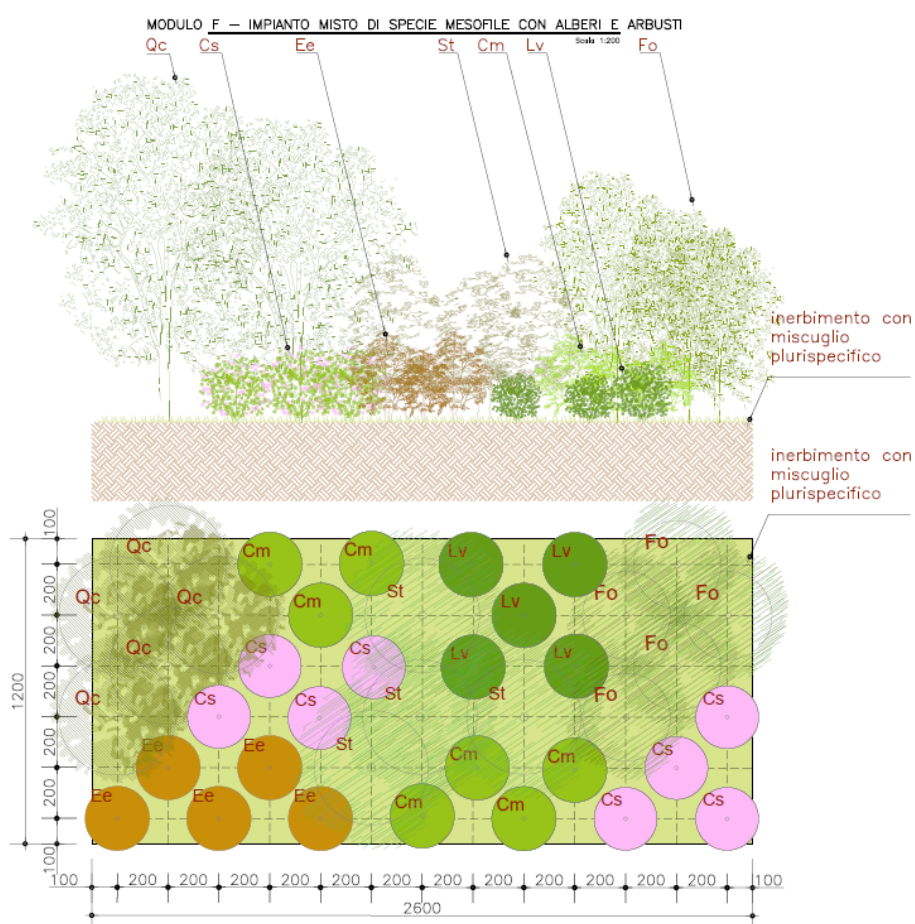 MODULO F — IMPIANTO MISTO DI SPECIE MESOFILE CON ALBERI E ARBUSTI
Scala 1:200
Qc Cs Ee St Cm Lv Fo
inerbimento con
miscuglio
plurispecifico
inerbimento con
miscuglio
plurispecifico
100
Qc Cm Cm Lv Lv Fo
200
Qc Qc Cm St Lv Fo Fo
200
Qc Cs Cs Lv Lv Fo
200
1200
Qc Cs Cs St St Fo Cs
200
Ee Ee St Cm Cm Cs
200
Ee Ee Ee Cm Cm Cs Cs
100
100 200 200 200 200 200 200 200 200 200 200 200 200 100
2600